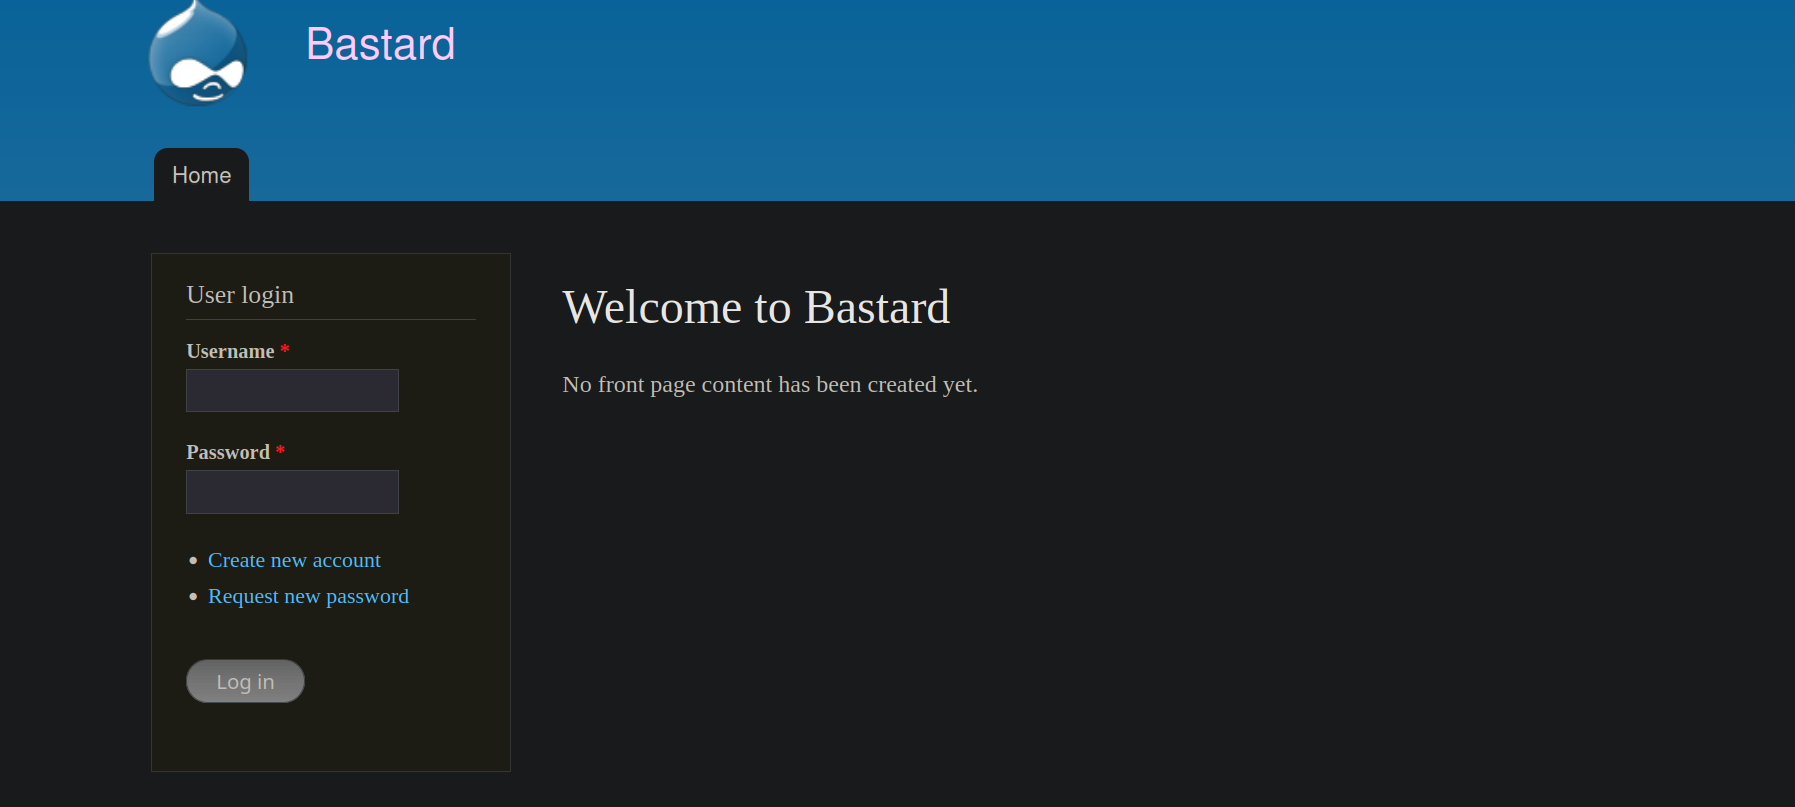 Bastard
Home
User login
Username *
Password *
Create new account
Request new password
Log in
Welcome to Bastard
No front page content has been created yet.